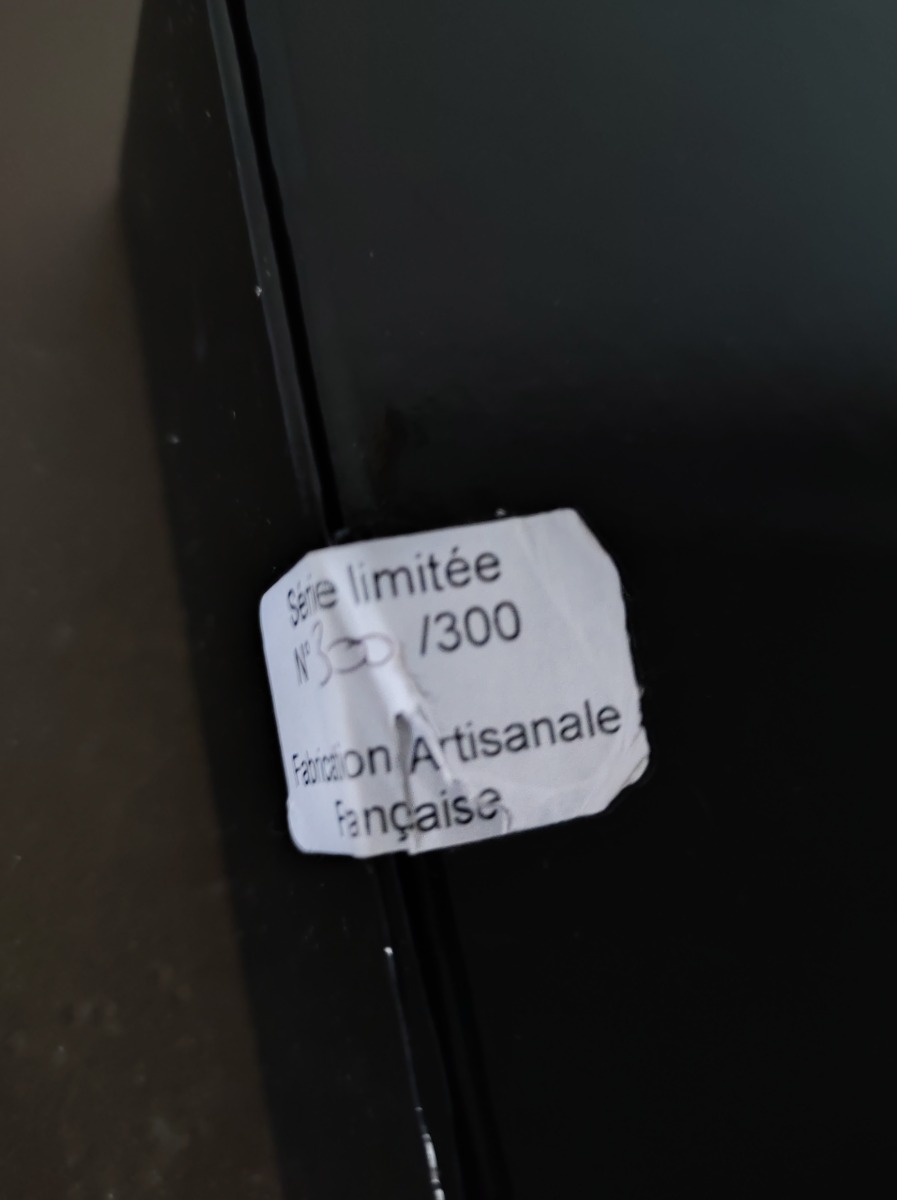 Série limitée
N° 300 /300
Fabrication Artisanale
Fançaise